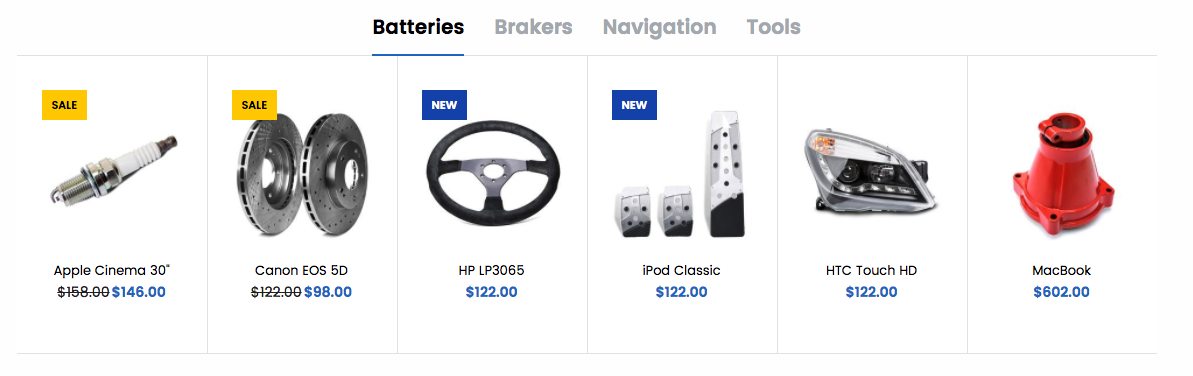 Batteries Brakers Navigation Tools
SALE SALE NEW NEW
Apple Cinema 30" Canon EOS 5D HP LP3065 iPod Classic HTC Touch HD MacBook
$158.00 $146.00 $122.00 $98.00 $122.00 $122.00 $122.00 $602.00